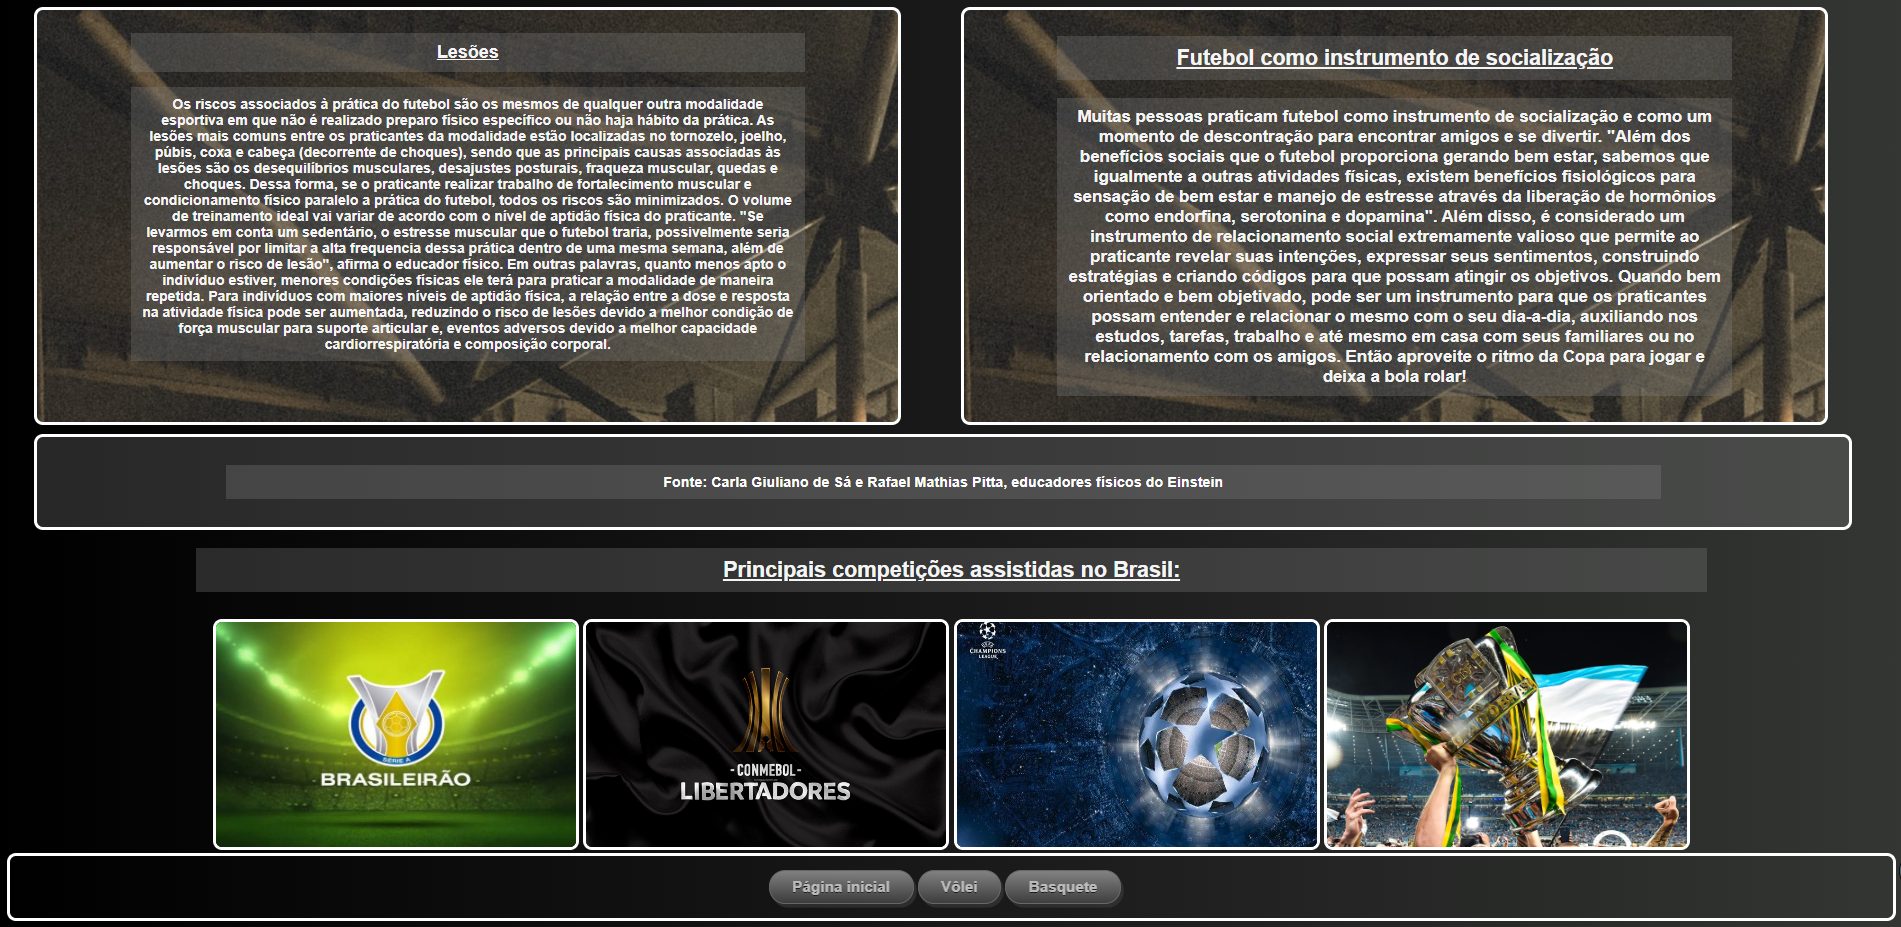 Lesões
Os riscos associados à prática do futebol são os mesmos de qualquer outra modalidade
esportiva em que não é realizado preparo físico específico ou não haja hábito da prática. As
lesões mais comuns entre os praticantes da modalidade estão localizadas no tornozelo, joelho,
púbis, coxa e cabeça (decorrente de choques), sendo que as principais causas associadas às
lesões são os desequilíbrios musculares, desajustes posturais, fraqueza muscular, quedas e
choques. Dessa forma, se o praticante realizar trabalho de fortalecimento muscular e
condicionamento físico paralelo a prática do futebol, todos os riscos são minimizados. O volume
de treinamento ideal vai variar de acordo com o nível de aptidão física do praticante. "Se
levarmos em conta um sedentário, o estresse muscular que o futebol traria, possivelmente seria
responsável por limitar a alta frequencia dessa prática dentro de uma mesma semana, além de
aumentar o risco de lesão", afirma o educador físico. Em outras palavras, quanto menos apto o
indivíduo estiver, menores condições físicas ele terá para praticar a modalidade de maneira
repetida. Para indivíduos com maiores níveis de aptidão física, a relação entre a dose e resposta
na atividade física pode ser aumentada, reduzindo o risco de lesões devido a melhor condição de
força muscular para suporte articular e, eventos adversos devido a melhor capacidade
cardiorrespiratória e composição corporal.
Futebol como instrumento de socialização
Muitas pessoas praticam futebol como instrumento de socialização e como um
momento de descontração para encontrar amigos e se divertir. "Além dos
benefícios sociais que o futebol proporciona gerando bem estar, sabemos que
igualmente a outras atividades físicas, existem benefícios fisiológicos para
sensação de bem estar e manejo de estresse através da liberação de hormônios
como endorfina, serotonina e dopamina". Além disso, é considerado um
instrumento de relacionamento social extremamente valioso que permite ao
praticante revelar suas intenções, expressar seus sentimentos, construindo
estratégias e criando códigos para que possam atingir os objetivos. Quando bem
orientado e bem objetivado, pode ser um instrumento para que os praticantes
possam entender e relacionar o mesmo com o seu dia-a-dia, auxiliando nos
estudos, tarefas, trabalho e até mesmo em casa com seus familiares ou no
relacionamento com os amigos. Então aproveite o ritmo da Copa para jogar e
deixa a bola rolar!
Fonte: Carla Giuliano de Sá e Rafael Mathias Pitta, educadores físicos do Einstein
Principais competições assistidas no Brasil:
SÉRIE A
BRASILEIRÃO
-CONMEBOL-
LIBERTADORES
UEFA
CHAMPIONS
LEAGUE
Página inicial
Vôlei
Basquete